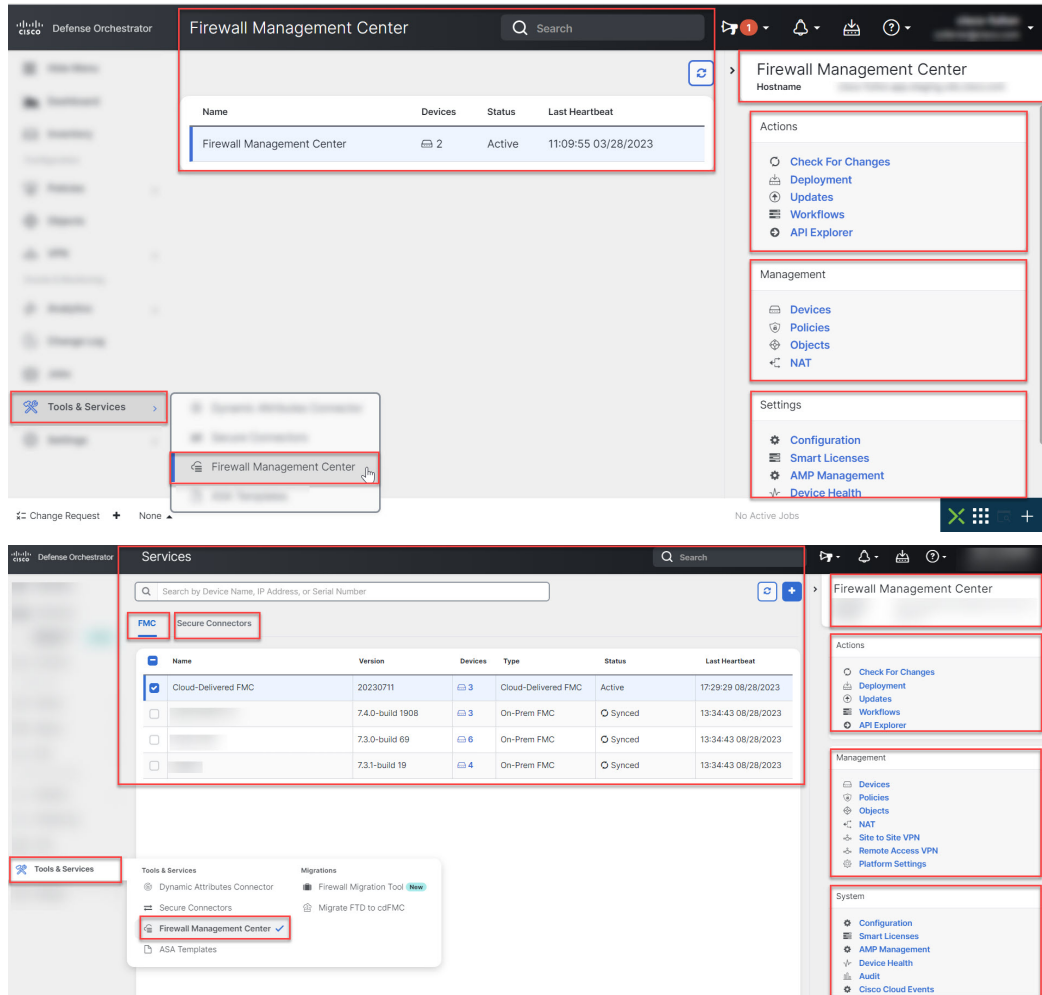 cisco Defense Orchestrator
Firewall Management Center
Search
1
Name Devices Status Last Heartbeat
Firewall Management Center 2 Active 11:09:55 03/28/2023
Tools & Services
Firewall Management Center
Change Request + None
No Active Jobs
Firewall Management Center
Hostname
Actions
Check For Changes
Deployment
Updates
Workflows
API Explorer
Management
Devices
Policies
Objects
NAT
Settings
Configuration
Smart Licenses
AMP Management
Device Health
cisco Defense Orchestrator
Services
Search
Search by Device Name, IP Address, or Serial Number
FMC Secure Connectors
Name Version Devices Type Status Last Heartbeat
Cloud-Delivered FMC 20230711 3 Cloud-Delivered FMC Active 17:29:29 08/28/2023
7.4.0-build 1908 3 On-Prem FMC Synced 13:34:43 08/28/2023
7.3.0-build 69 6 On-Prem FMC Synced 13:34:43 08/28/2023
7.3.1-build 19 4 On-Prem FMC Synced 13:34:43 08/28/2023
Tools & Services
Tools & Services
Dynamic Attributes Connector
Secure Connectors
Firewall Management Center
ASA Templates
Migrations
Firewall Migration Tool New
Migrate FTD to cdFMC
Firewall Management Center
Actions
Check For Changes
Deployment
Updates
Workflows
API Explorer
Management
Devices
Policies
Objects
NAT
Site to Site VPN
Remote Access VPN
Platform Settings
System
Configuration
Smart Licenses
AMP Management
Device Health
Audit
Cisco Cloud Events